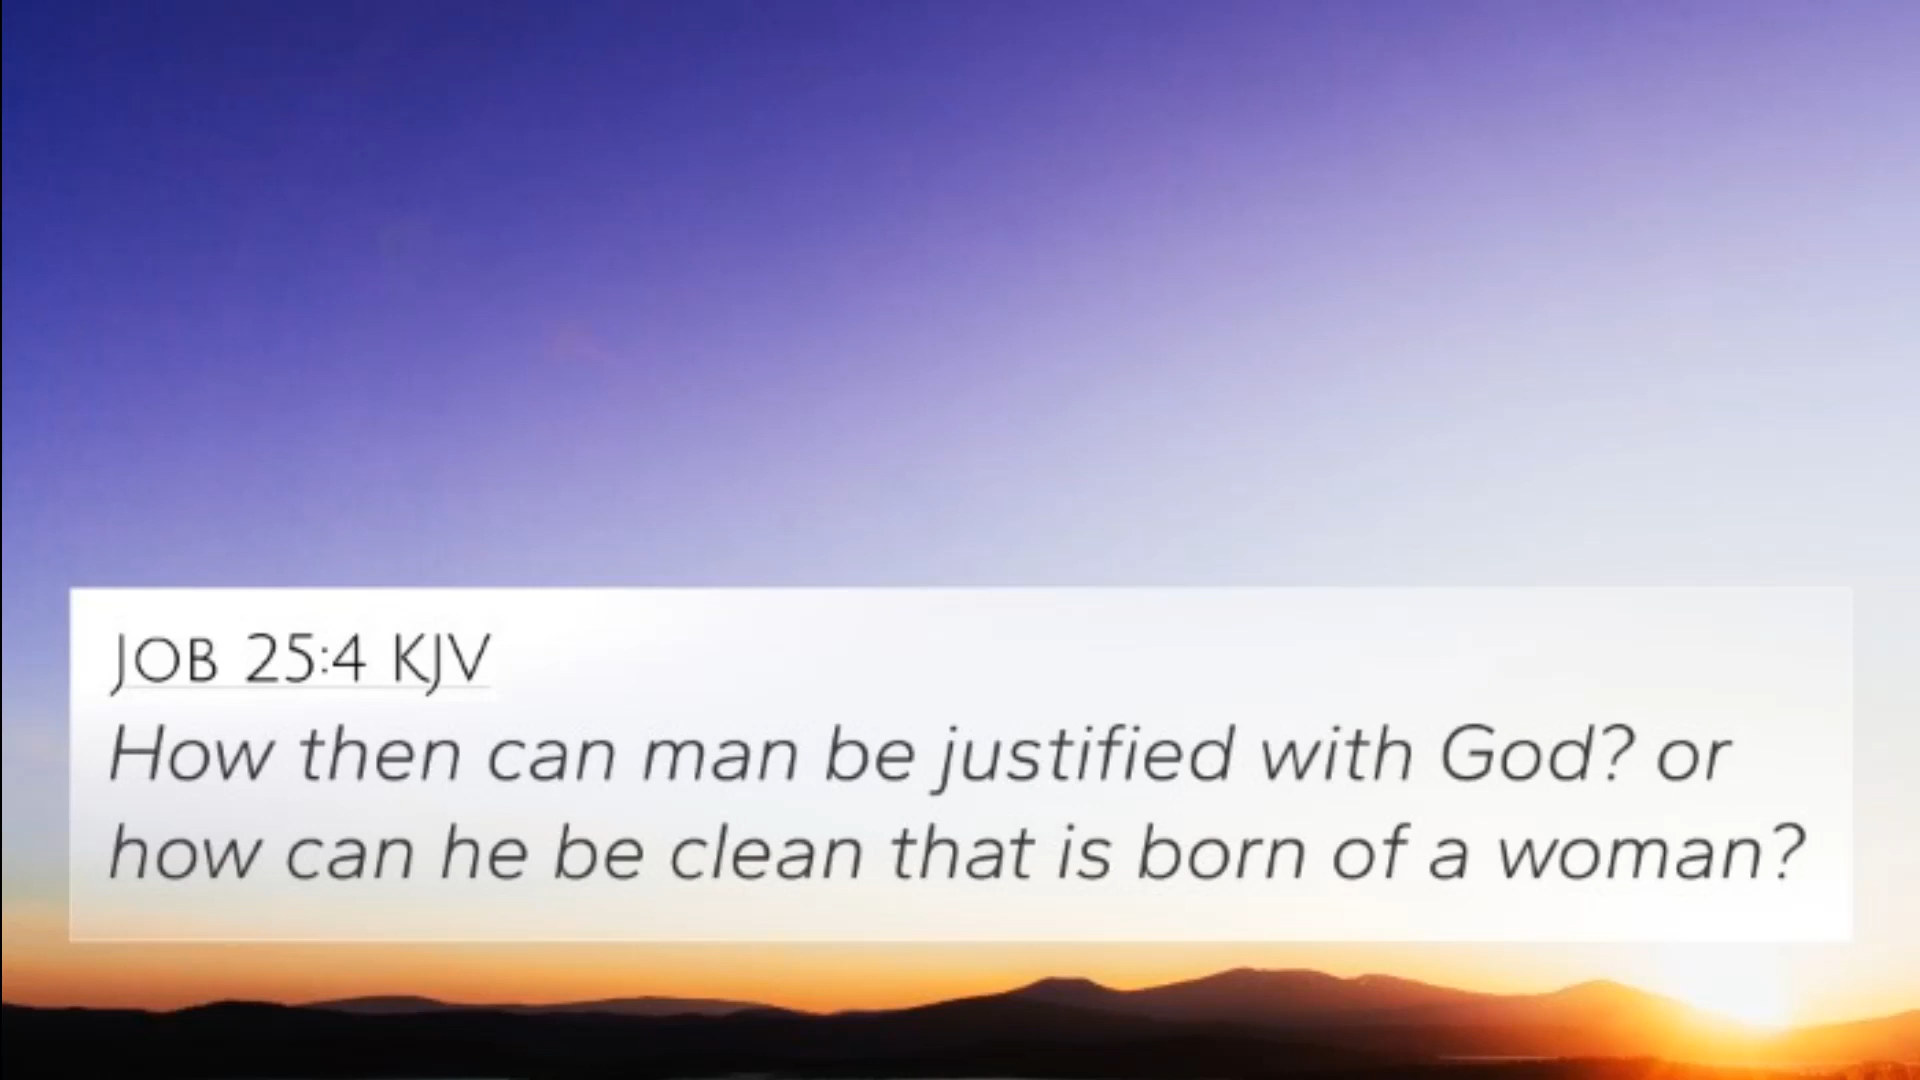 Job 25:4 KJV
How then can man be justified with God? or
how can he be clean that is born of a woman?